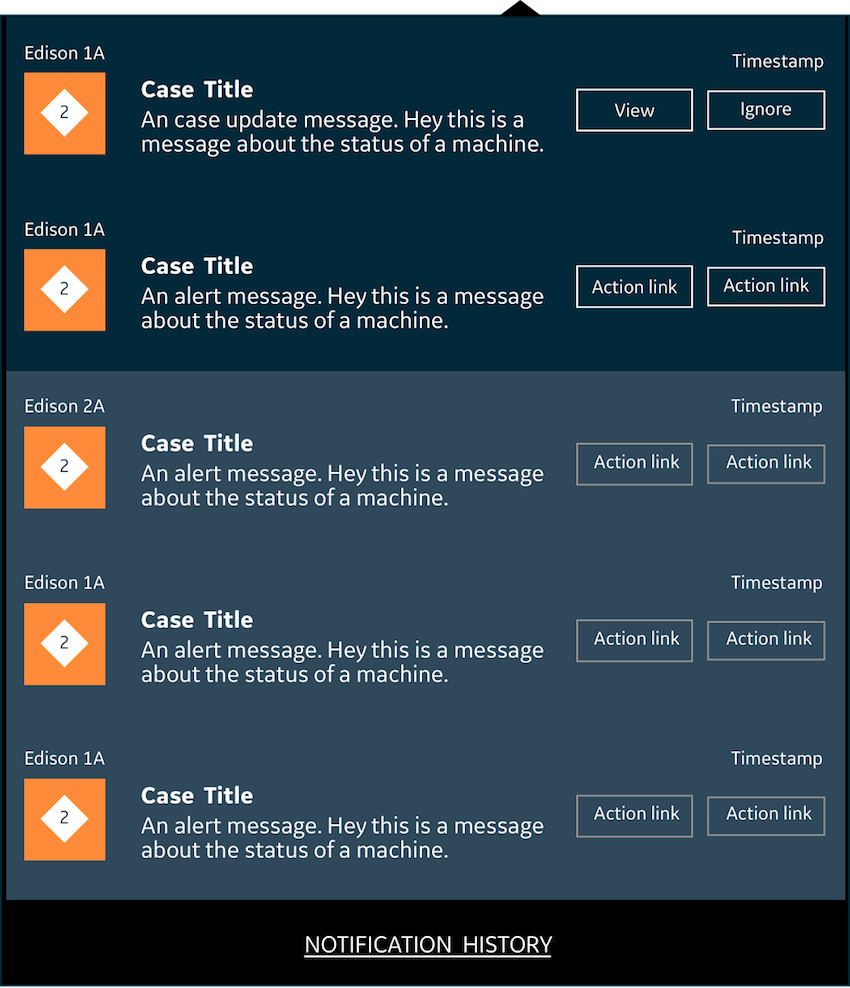 Edison 1A
Timestamp
2
Case Title
An case update message. Hey this is a
message about the status of a machine.
View
Ignore
Edison 1A
Timestamp
2
Case Title
An alert message. Hey this is a message
about the status of a machine.
Action link
Action link
Edison 2A
Timestamp
2
Case Title
An alert message. Hey this is a message
about the status of a machine.
Action link
Action link
Edison 1A
Timestamp
2
Case Title
An alert message. Hey this is a message
about the status of a machine.
Action link
Action link
Edison 1A
Timestamp
2
Case Title
An alert message. Hey this is a message
about the status of a machine.
Action link
Action link
NOTIFICATION HISTORY